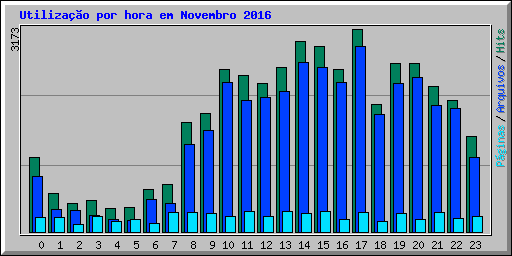 Utilização por hora em Novembro 2016
3173
Páginas / Arquivos / Hits
0 1 2 3 4 5 6 7 8 9 10 11 12 13 14 15 16 17 18 19 20 21 22 23